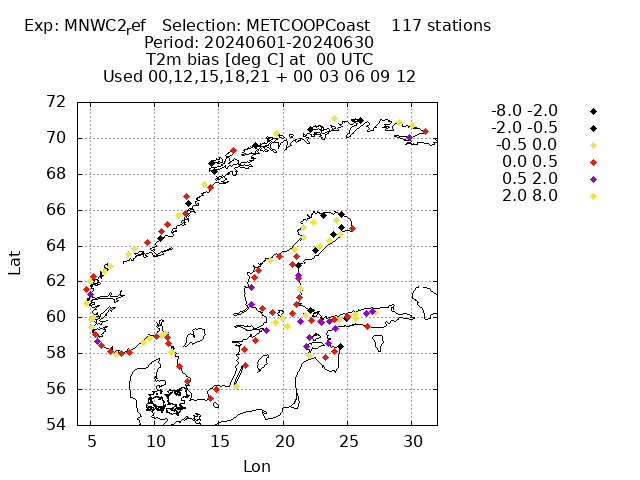 Exp: MNWC2ref   Selection: METCOOPCoast    117 stations
Period: 20240601-20240630
T2m bias [deg C] at  00 UTC
Used 00,12,15,18,21 + 00 03 06 09 12
-8.0 -2.0
-2.0 -0.5
-0.5 0.0
0.0 0.5
0.5 2.0
2.0 8.0
72
70
68
66
64
62
60
58
56
54
Lat
5 10 15 20 25 30
Lon